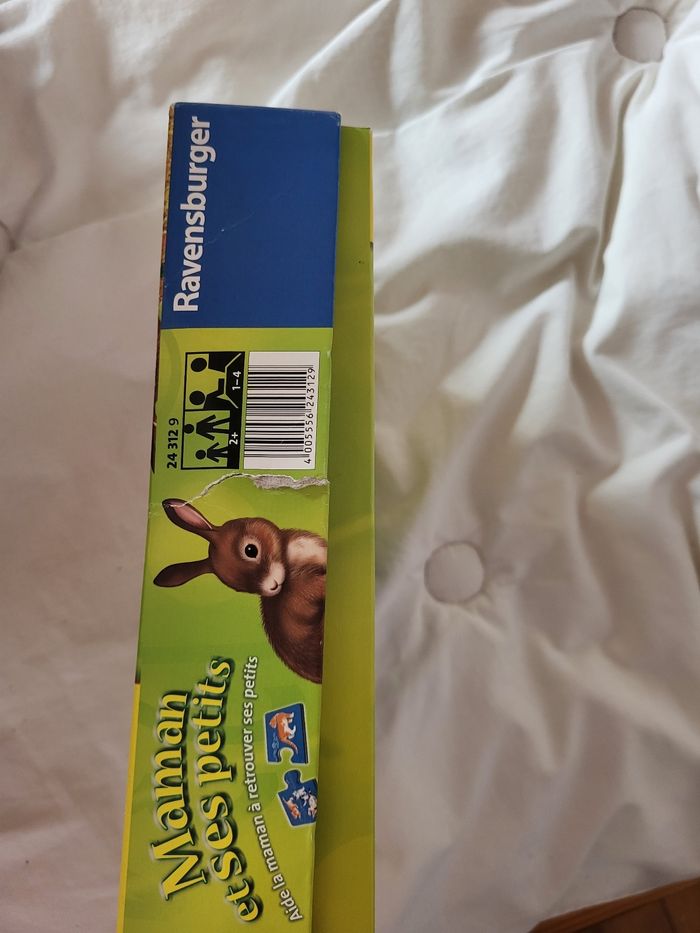 Ravensburger
24 312 9
2+
1–4
4 005556 243129
Maman
et ses petits
Aide la maman à retrouver ses petits